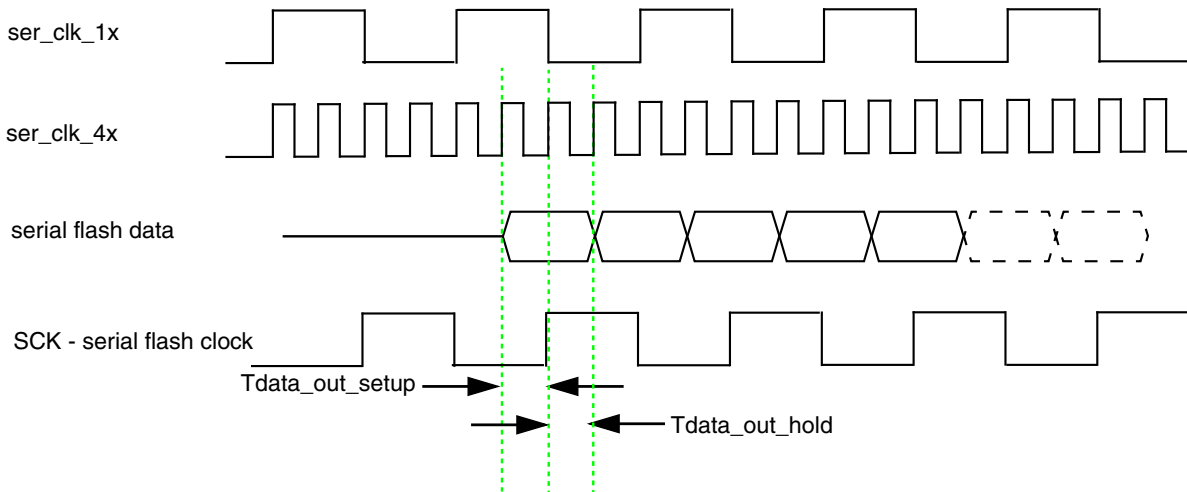 ser_clk_1x
ser_clk_4x
serial flash data
SCK - serial flash clock
Tdata_out_setup
Tdata_out_hold